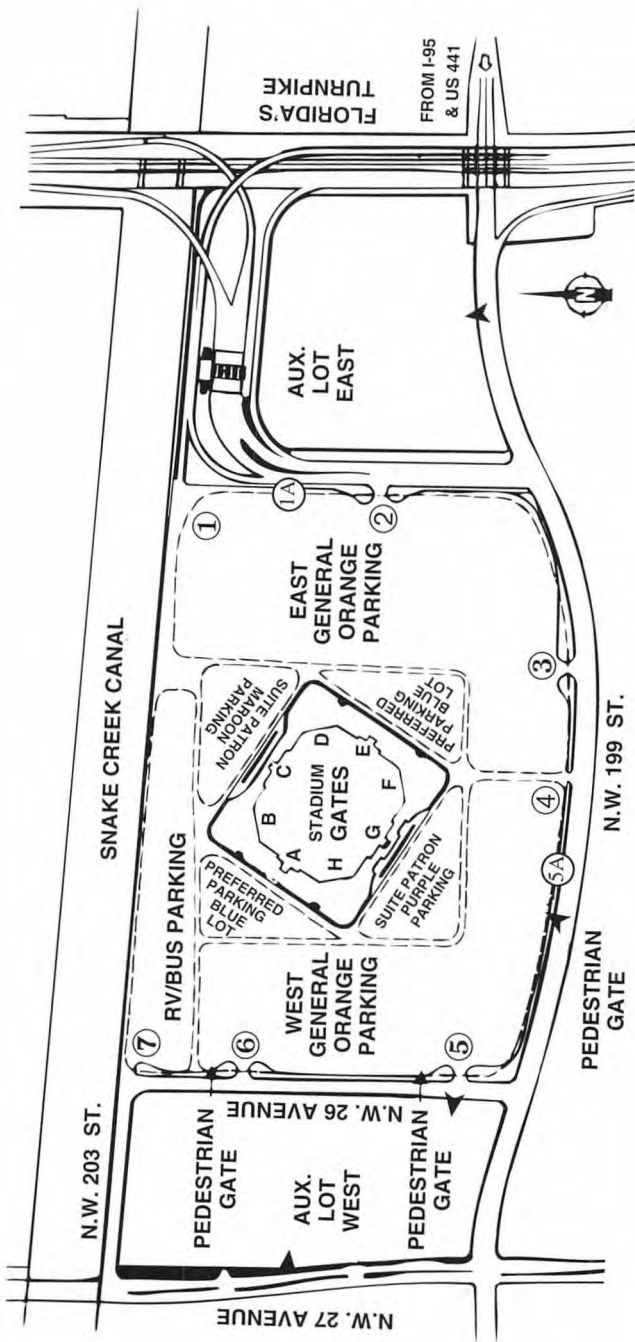 SNAKE CREEK CANAL
N.W. 203 ST.
FLORIDA'S
TURNPIKE
FROM I-95
& US 441
7
RV/BUS PARKING
SUITE PATRON
MAROON
PARKING
1
1A
PREFERRED
PARKING
BLUE
LOT
STADIUM
GATES
A
B
C
D
E
F
G
H
EAST
GENERAL
ORANGE
PARKING
2
AUX.
LOT
EAST
PEDESTRIAN
GATE
6
WEST
GENERAL
ORANGE
PARKING
SUITE PATRON
PURPLE
PARKING
PREFERRED
PARKING
BLUE
LOT
N.W. 27 AVENUE
AUX.
LOT
WEST
N.W. 26 AVENUE
PEDESTRIAN
GATE
5
5A
4
3
N
PEDESTRIAN
GATE
N.W. 199 ST.